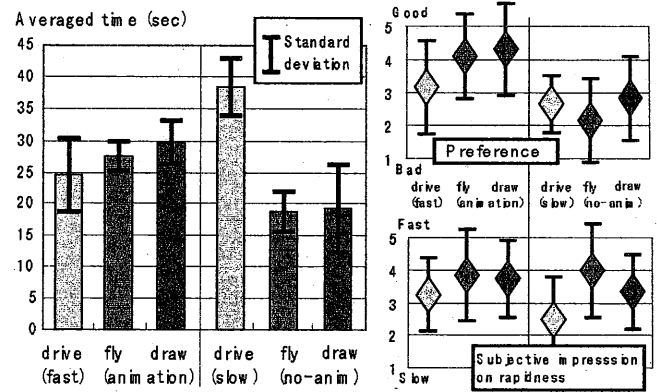 Averaged time (sec)
Standard
deviation
45
40
35
30
25
20
15
10
5
0
drive fly draw drive fly draw
(fast) (animation) (slow) (no-anim)
Good
5
4
3
2
1
Preference
Bad
drive fly draw drive fly draw
(fast) (animation) (slow) (no-anim)
Fast
5
4
3
2
1
Slow
Subjective impresssion
on rapidness